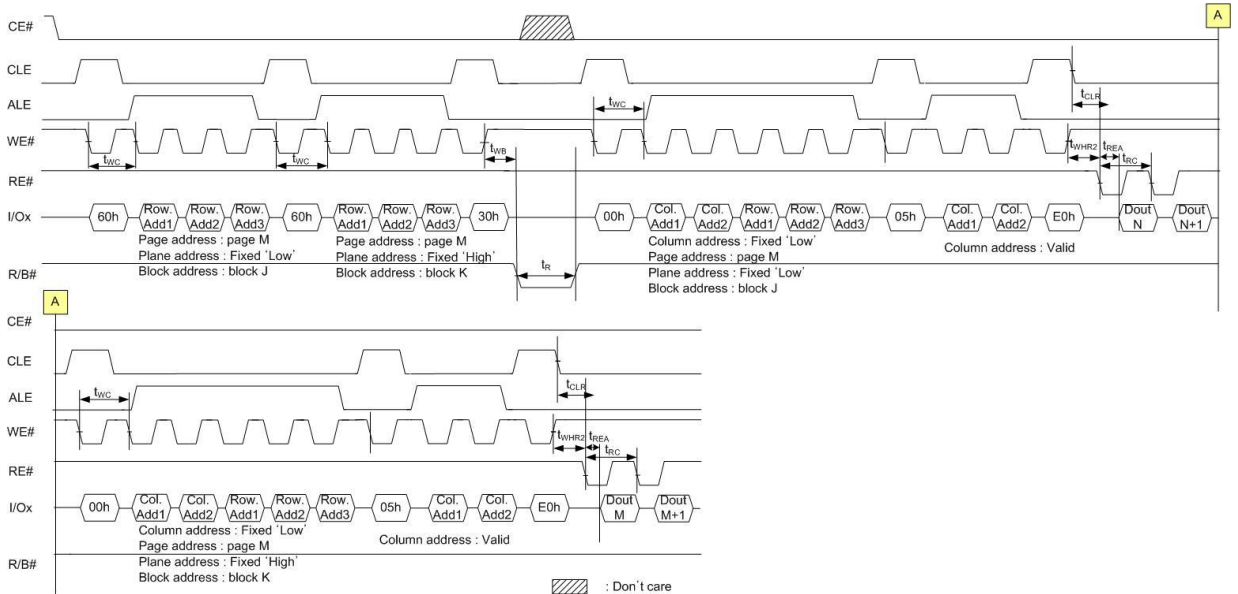 A
CE#
CLE
ALE
tCLR
tWC
WE#
tWC
tWC
tWB
tWHR2
tREA
tRC
RE#
I/Ox
60h
Row. Add1
Row. Add2
Row. Add3
60h
Row. Add1
Row. Add2
Row. Add3
30h
00h
Col. Add1
Col. Add2
Row. Add1
Row. Add2
Row. Add3
05h
Col. Add1
Col. Add2
E0h
Dout N
Dout N+1
Page address : page M
Plane address : Fixed 'Low'
Block address : block J
Page address : page M
Plane address : Fixed 'High'
Block address : block K
Column address : Fixed 'Low'
Page address : page M
Plane address : Fixed 'Low'
Block address : block J
Column address : Valid
R/B#
tR
A
CE#
CLE
ALE
tWC
tCLR
WE#
tWHR2
tREA
tRC
RE#
I/Ox
00h
Col. Add1
Col. Add2
Row. Add1
Row. Add2
Row. Add3
05h
Col. Add1
Col. Add2
E0h
Dout M
Dout M+1
Column address : Fixed 'Low'
Page address : page M
Plane address : Fixed 'High'
Block address : block K
Column address : Valid
R/B#
: Don't care